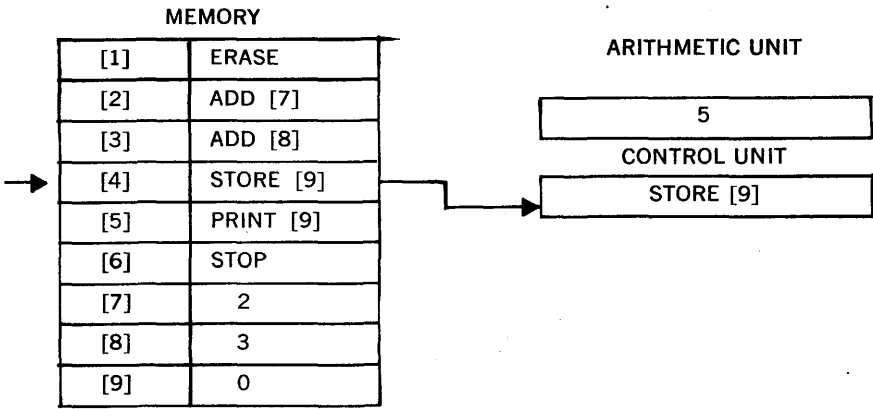 MEMORY
[1] ERASE
[2] ADD [7]
[3] ADD [8]
[4] STORE [9]
[5] PRINT [9]
[6] STOP
[7] 2
[8] 3
[9] 0
ARITHMETIC UNIT
5
CONTROL UNIT
STORE [9]